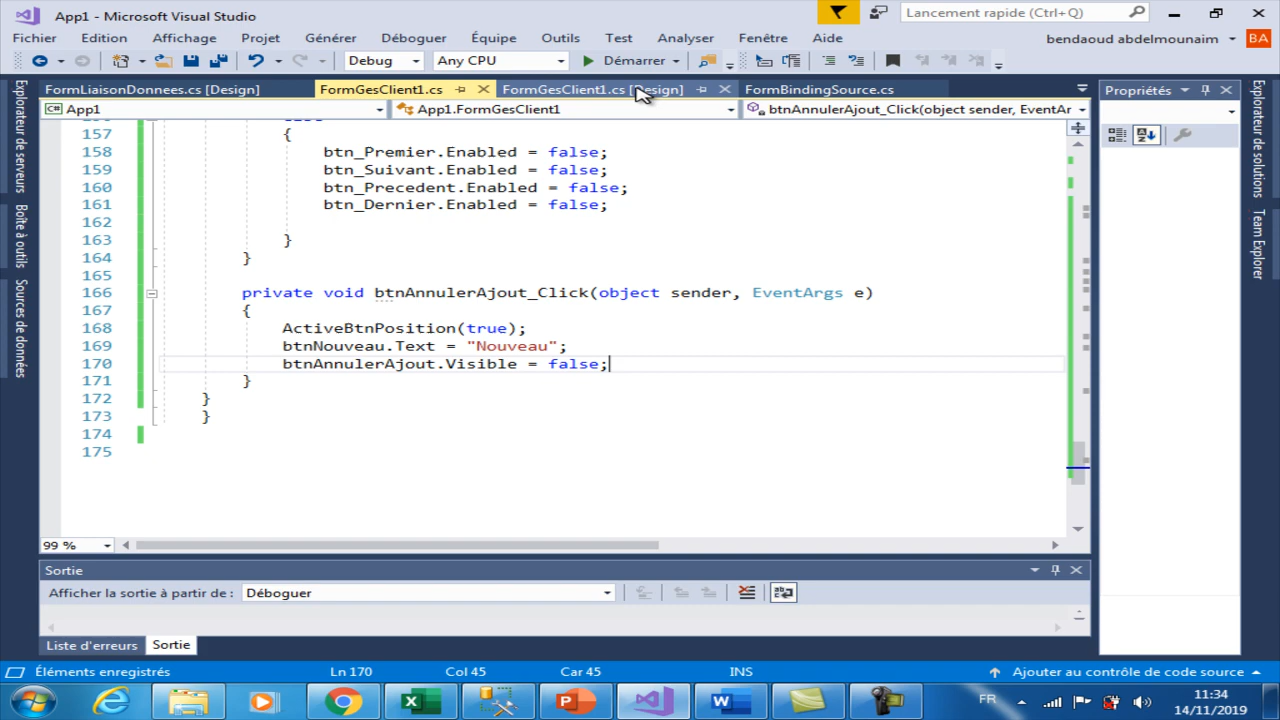 App1 - Microsoft Visual Studio
Lancement rapide (Ctrl+Q)
Fichier Edition Affichage Projet Générer Déboguer Équipe Outils Test Analyser Fenêtre Aide
bendaoud abdelmounaim BA
Debug Any CPU Démarrer
FormLiaisonDonnees.cs [Design] FormGesClient1.cs FormGesClient1.cs [Design] FormBindingSource.cs
C# App1 App1.FormGesClient1 btnAnnulerAjout_Click(object sender, EventAr
Explorateur de serveurs
Boîte à outils
Sources de données
157 {
158 btn_Premier.Enabled = false;
159 btn_Suivant.Enabled = false;
160 btn_Precedent.Enabled = false;
161 btn_Dernier.Enabled = false;
162
163 }
164 }
165
166 private void btnAnnulerAjout_Click(object sender, EventArgs e)
167 {
168 ActiveBtnPosition(true);
169 btnNouveau.Text = "Nouveau";
170 btnAnnulerAjout.Visible = false;
171 }
172 }
173 }
174
175
99 %
Propriétés
Explorateur de solutions
Team Explorer
Sortie
Afficher la sortie à partir de : Déboguer
Liste d'erreurs Sortie
Éléments enregistrés Ln 170 Col 45 Car 45 INS Ajouter au contrôle de code source
FR
11:34
14/11/2019